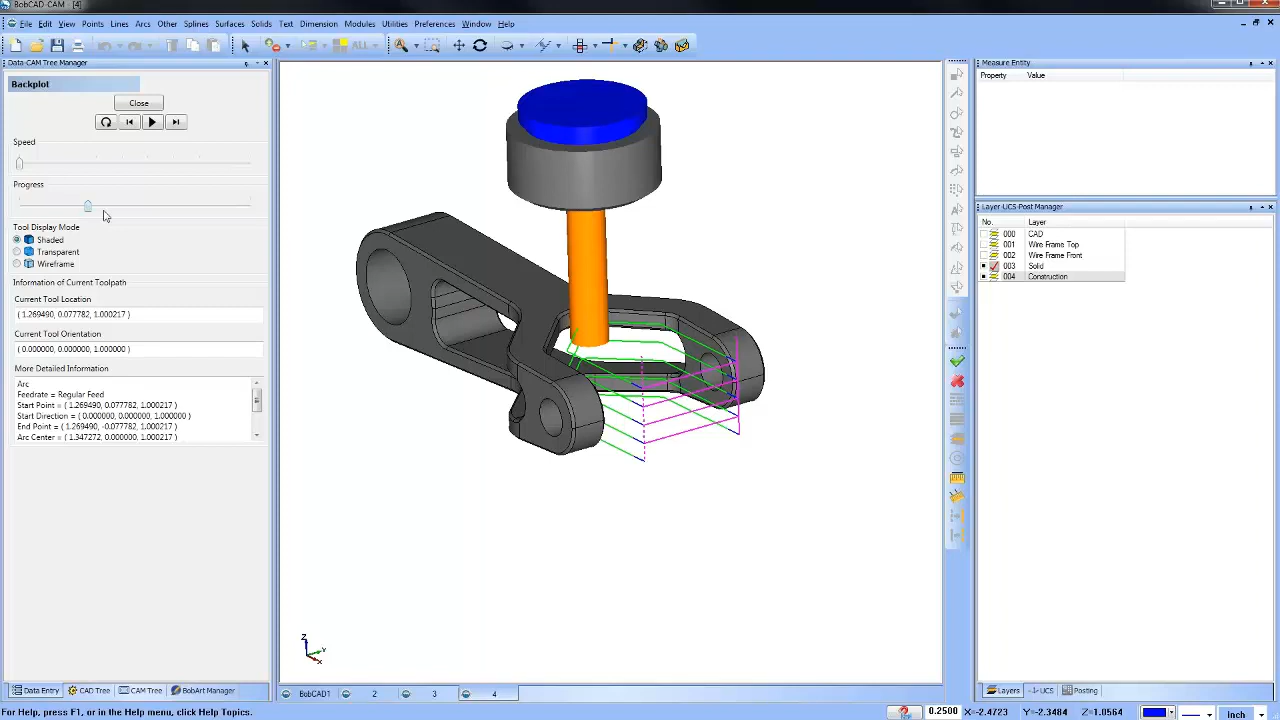 BobCAD-CAM - [4]
File Edit View Points Lines Arcs Other Splines Surfaces Solids Text Dimension Modules Utilities Preferences Window Help
ALL
Data-CAM Tree Manager
Backplot
Close
Speed
Progress
Tool Display Mode
Shaded
Transparent
Wireframe
Information of Current Toolpath
Current Tool Location
( 1.269490, 0.077782, 1.000217 )
Current Tool Orientation
( 0.000000, 0.000000, 1.000000 )
More Detailed Information
Arc
Feedrate = Regular Feed
Start Point = ( 1.269490, 0.077782, 1.000217 )
Start Direction = ( 0.000000, 0.000000, 1.000000 )
End Point = ( 1.269490, -0.077782, 1.000217 )
Arc Center = ( 1.347272, 0.000000, 1.000217 )
Z
Y
X
Measure Entity
Property Value
Layer-UCS-Post Manager
No. Layer
000 CAD
001 Wire Frame Top
002 Wire Frame Front
003 Solid
004 Construction
Data Entry CAD Tree CAM Tree BobArt Manager
BobCAD1 2 3 4
Layers UCS Posting
For Help, press F1, or in the Help menu, click Help Topics.
0.2500 X=-2.4723 Y=-2.3484 Z=1.0564 Inch